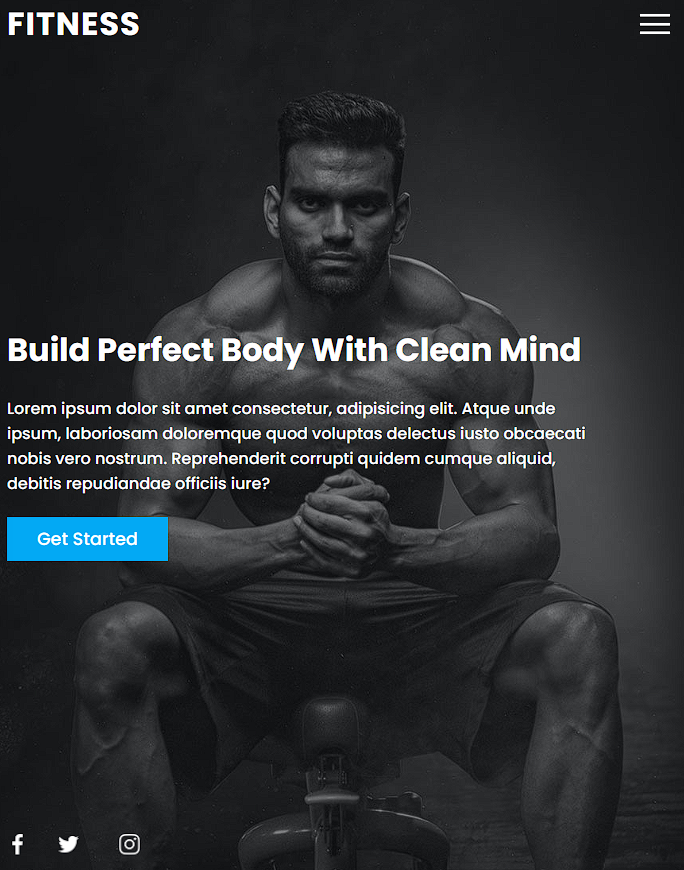 FITNESS
Build Perfect Body With Clean Mind
Lorem ipsum dolor sit amet consectetur, adipisicing elit. Atque unde
ipsum, laboriosam doloremque quod voluptas delectus iusto obcaecati
nobis vero nostrum. Reprehenderit corrupti quidem cumque aliquid,
debitis repudiandae officiis iure?
Get Started